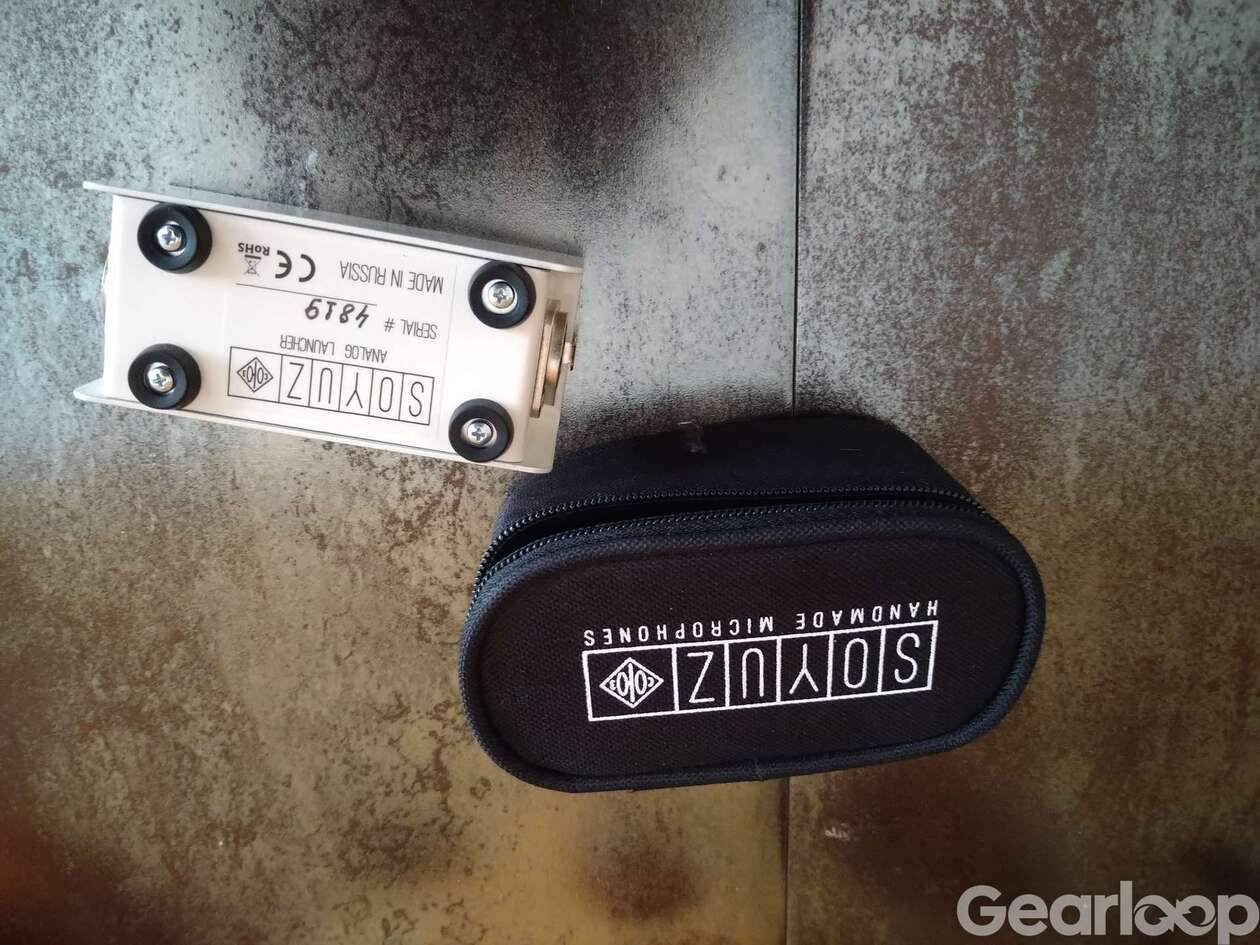 SOYUZ
ANALOG LAUNCHER
SERIAL # 4819
MADE IN RUSSIA
CE
RoHS
SOYUZ
HANDMADE MICROPHONES
Gearloop